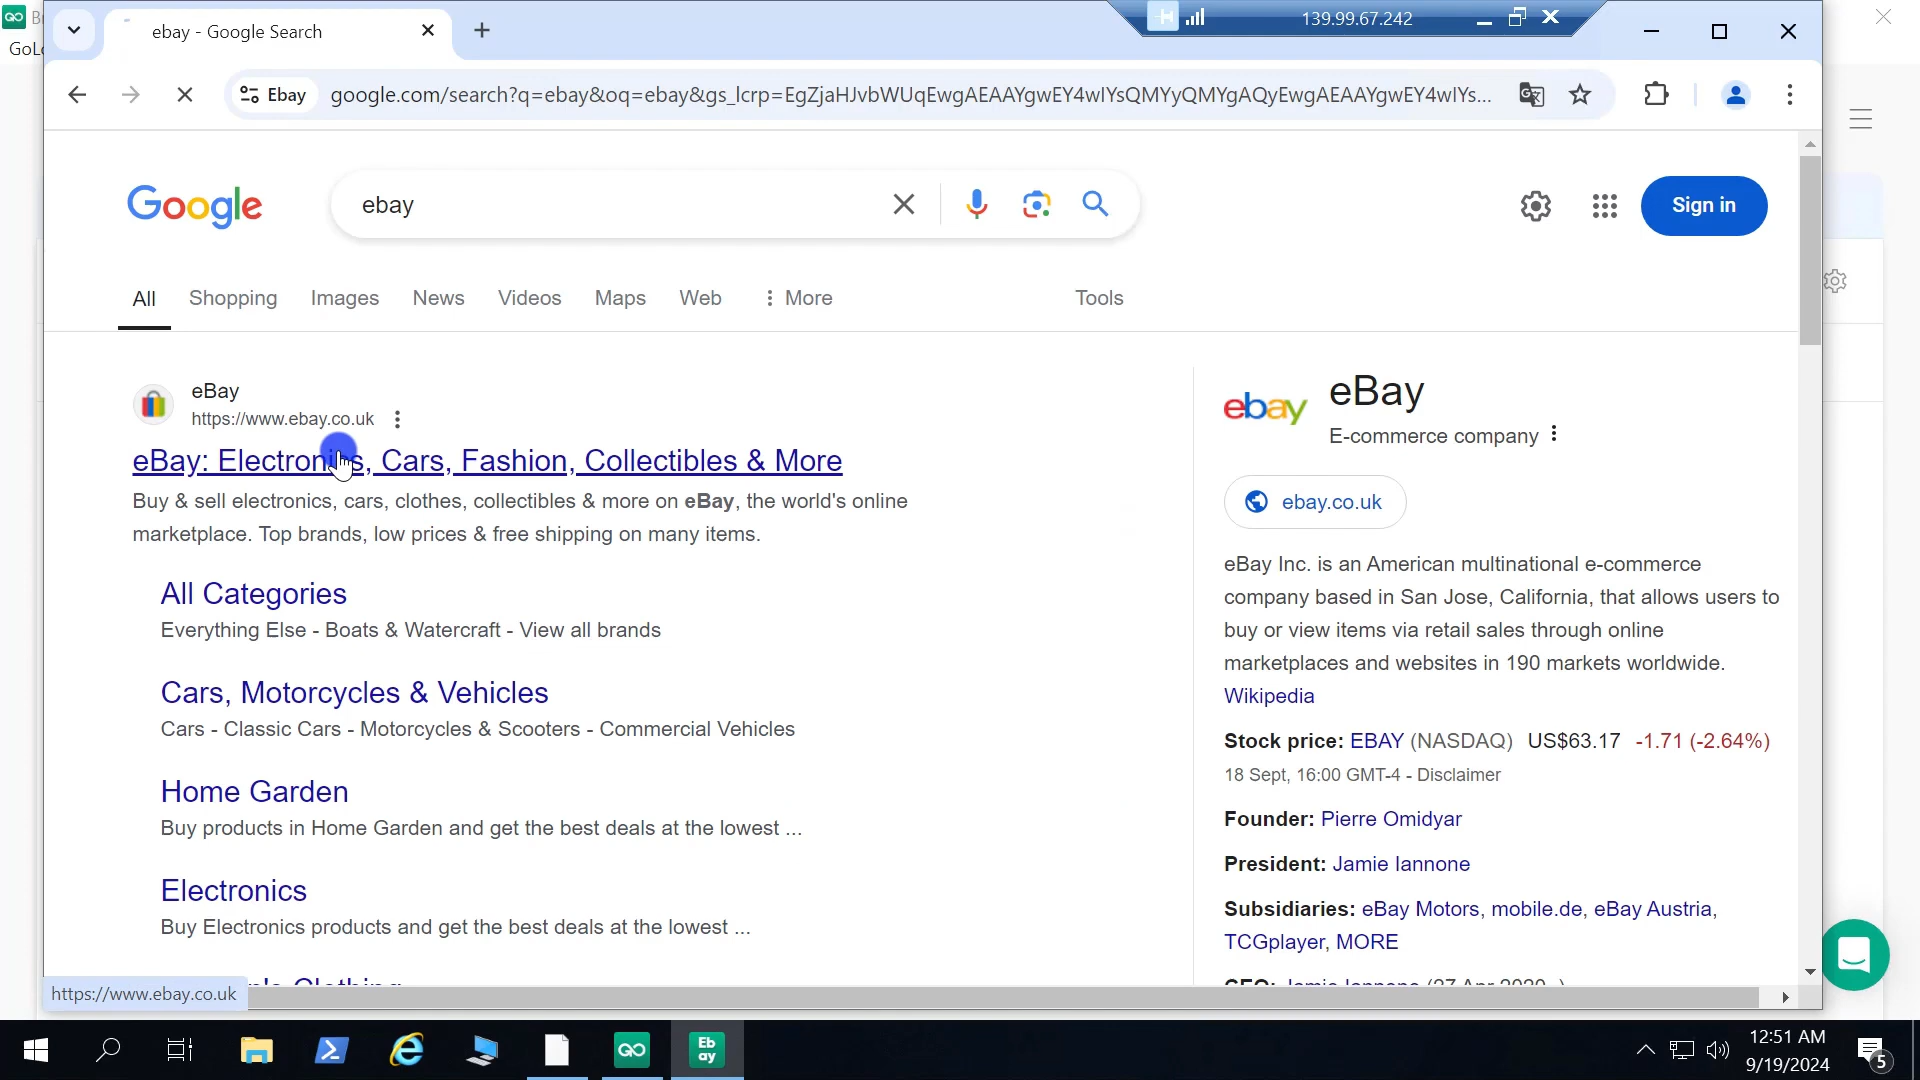 ebay - Google Search
139.99.67.242
GO
GoLo
Ebay
google.com/search?q=ebay&oq=ebay&gs_lcrp=EgZjaHJvbWUqEwgAEAAYgwEY4wIYsQMYyQMYgAQyEwgAEAAYgwEY4wIYs...
Google
ebay
Sign in
All
Shopping
Images
News
Videos
Maps
Web
More
Tools
eBay
https://www.ebay.co.uk
eBay: Electronics, Cars, Fashion, Collectibles & More
Buy & sell electronics, cars, clothes, collectibles & more on eBay, the world's online
marketplace. Top brands, low prices & free shipping on many items.
All Categories
Everything Else - Boats & Watercraft - View all brands
Cars, Motorcycles & Vehicles
Cars - Classic Cars - Motorcycles & Scooters - Commercial Vehicles
Home Garden
Buy products in Home Garden and get the best deals at the lowest ...
Electronics
Buy Electronics products and get the best deals at the lowest ...
https://www.ebay.co.uk
ebay
eBay
E-commerce company
ebay.co.uk
eBay Inc. is an American multinational e-commerce
company based in San Jose, California, that allows users to
buy or view items via retail sales through online
marketplaces and websites in 190 markets worldwide.
Wikipedia
Stock price: EBAY (NASDAQ) US$63.17 -1.71 (-2.64%)
18 Sept, 16:00 GMT-4 - Disclaimer
Founder: Pierre Omidyar
President: Jamie Iannone
Subsidiaries: eBay Motors, mobile.de, eBay Austria,
TCGplayer, MORE
CEO: Jamie Iannone (27 Apr 2020–)
GO
Eb
ay
12:51 AM
9/19/2024
5